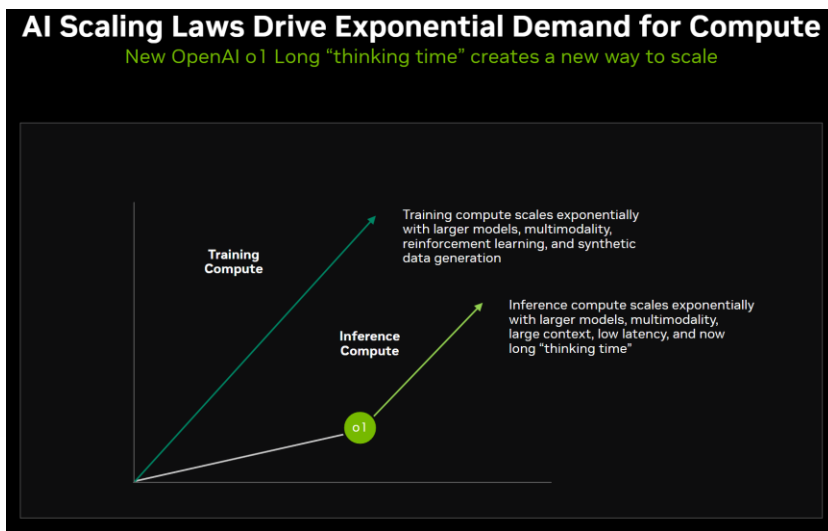 AI Scaling Laws Drive Exponential Demand for Compute
New OpenAI o1 Long “thinking time” creates a new way to scale
Training
Compute
Training compute scales exponentially
with larger models, multimodality,
reinforcement learning, and synthetic
data generation
Inference
Compute
Inference compute scales exponentially
with larger models, multimodality,
large context, low latency, and now
long “thinking time”
o1